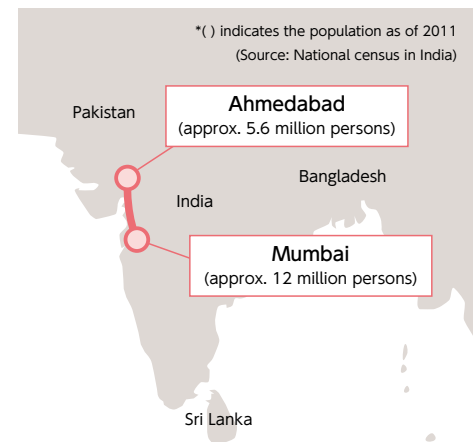 *( ) indicates the population as of 2011
(Source: National census in India)
Pakistan
Ahmedabad
(approx. 5.6 million persons)
Bangladesh
India
Mumbai
(approx. 12 million persons)
Sri Lanka